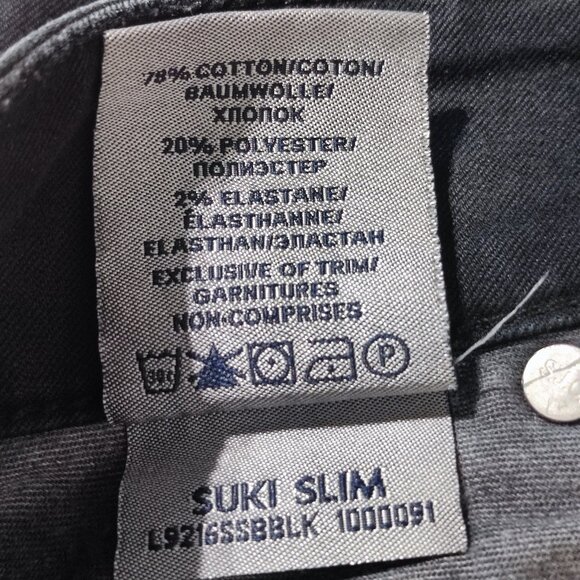 78% COTTON/COTON/
BAUMWOLLE/
ХЛОПОК
20% POLYESTER/
ПОЛИЭСТЕР
2% ELASTANE/
ÉLASTHANNE/
ELASTHAN/ЭЛАСТАН
EXCLUSIVE OF TRIM/
GARNITURES
NON-COMPRISES
P
SUKI SLIM
L9216SSBBLK 1000091